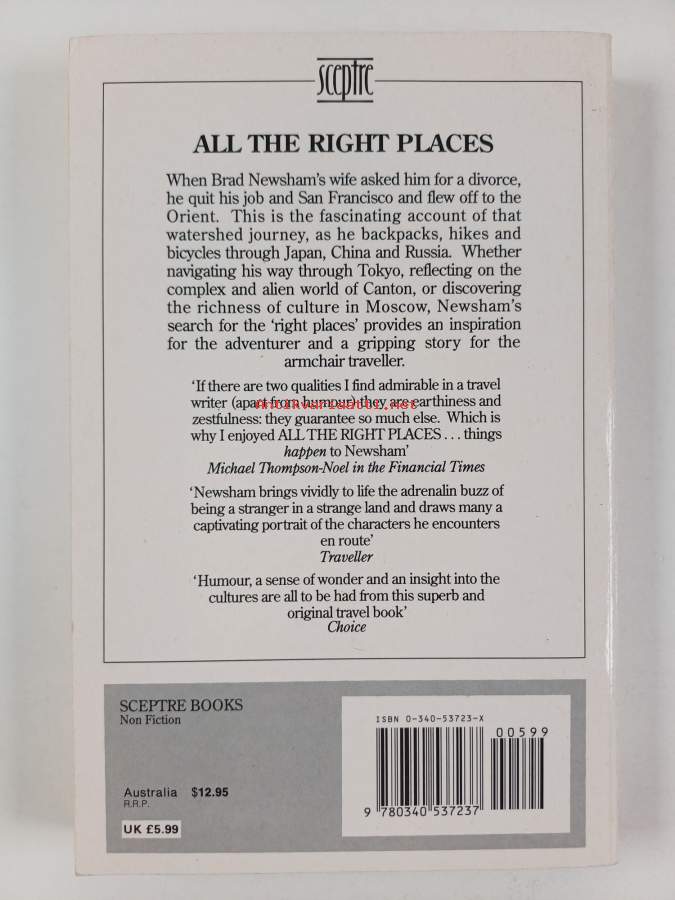 sceptre
ALL THE RIGHT PLACES
When Brad Newsham's wife asked him for a divorce,
he quit his job and San Francisco and flew off to the
Orient. This is the fascinating account of that
watershed journey, as he backpacks, hikes and
bicycles through Japan, China and Russia. Whether
navigating his way through Tokyo, reflecting on the
complex and alien world of Canton, or discovering
the richness of culture in Moscow, Newsham's
search for the 'right places' provides an inspiration
for the adventurer and a gripping story for the
armchair traveller.
'If there are two qualities I find admirable in a travel
writer (apart from humour) they are earthiness and
Antikvariaatti.net
zestfulness: they guarantee so much else. Which is
why I enjoyed ALL THE RIGHT PLACES . . . things
happen to Newsham'
Michael Thompson-Noel in the Financial Times
'Newsham brings vividly to life the adrenalin buzz of
being a stranger in a strange land and draws many a
captivating portrait of the characters he encounters
en route'
Traveller
'Humour, a sense of wonder and an insight into the
cultures are all to be had from this superb and
original travel book'
Choice
SCEPTRE BOOKS
Non Fiction
Australia $12.95
R.R.P.
UK £5.99
ISBN 0-340-53723-X
00599
9 780340 537237